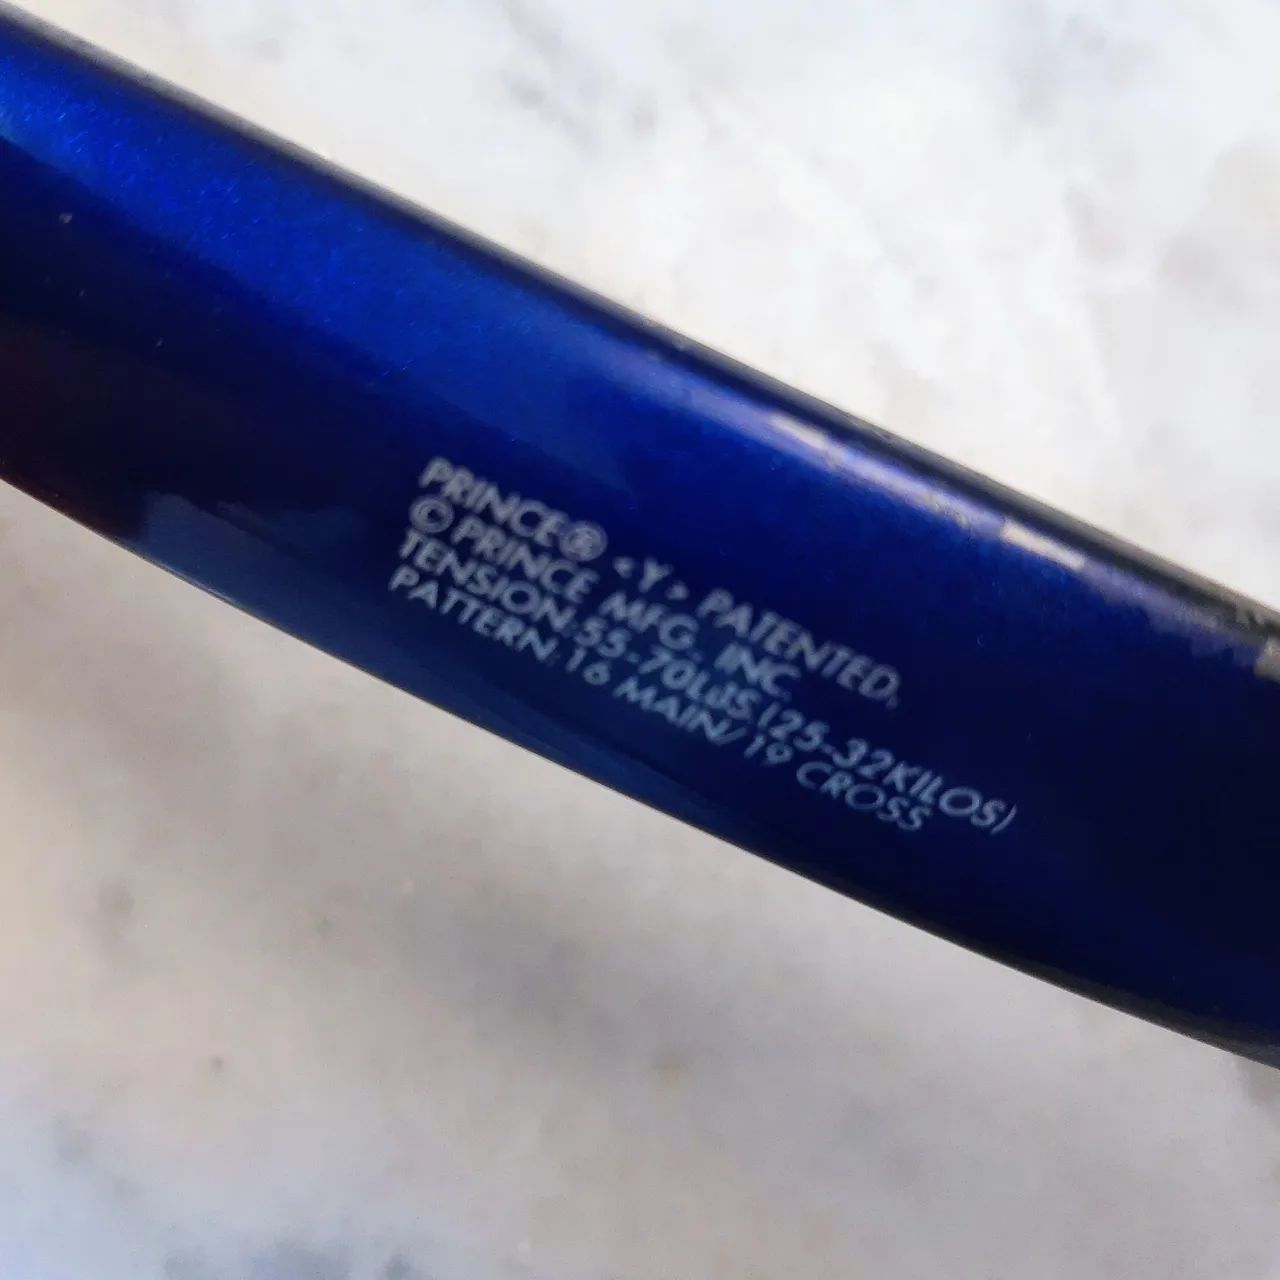 PRINCE® <Y> PATENTED,
© PRINCE MFG. INC.
TENSION:55-70LBS.(25-32KILOS)
PATTERN:16 MAIN/19 CROSS